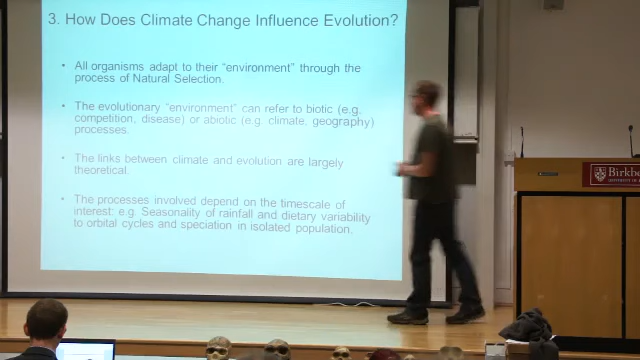 3. How Does Climate Change Influence Evolution?
• All organisms adapt to their “environment” through the
process of Natural Selection.
• The evolutionary “environment” can refer to biotic (e.g.
competition, disease) or abiotic (e.g. climate, geography)
processes.
• The links between climate and evolution are largely
theoretical.
• The processes involved depend on the timescale of
interest: e.g. Seasonality of rainfall and dietary variability
to orbital cycles and speciation in isolated population.
Birkb